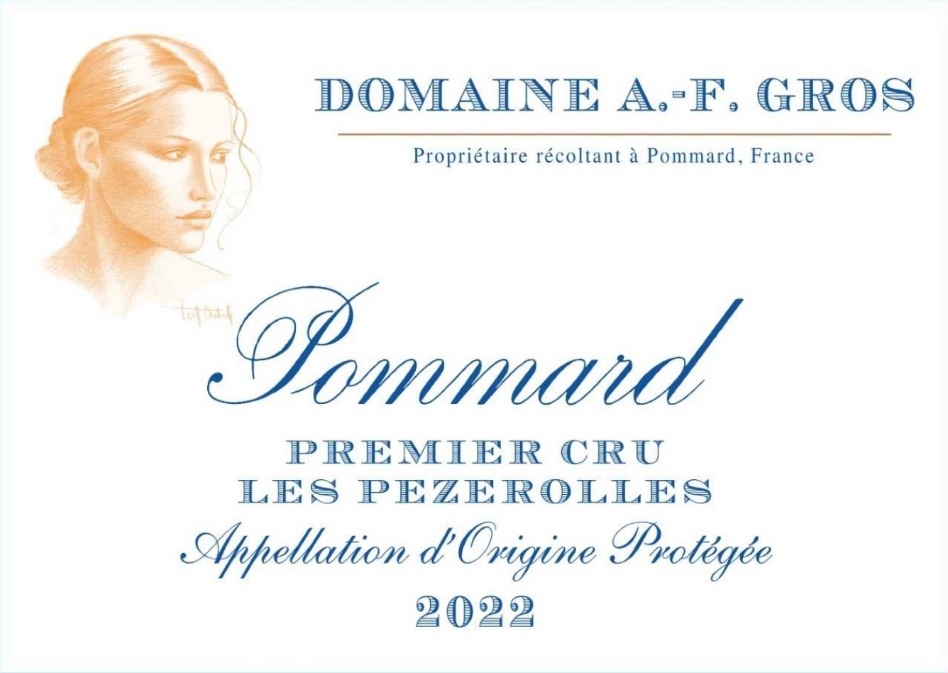 DOMAINE A.-F. GROS
Propriétaire récoltant à Pommard, France
Pommard
PREMIER CRU
LES PEZEROLLES
Appellation d'Origine Protégée
2022